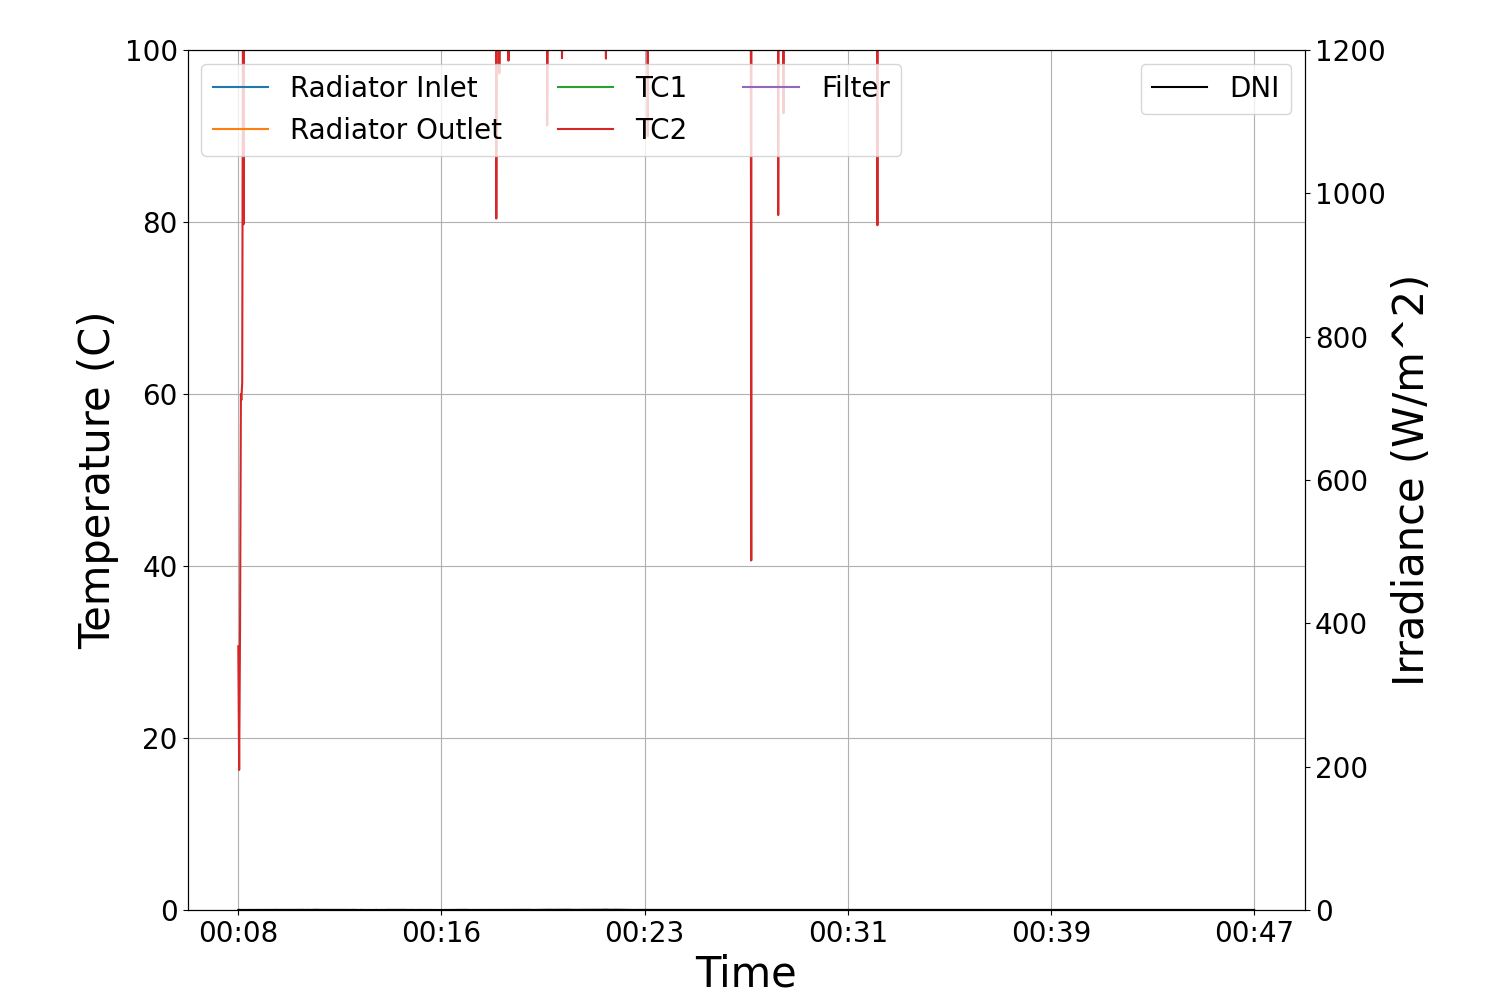 100
80
60
40
20
0
Temperature (C)
Radiator Inlet
Radiator Outlet
TC1
TC2
Filter
DNI
1200
1000
800
600
400
200
0
Irradiance (W/m^2)
00:08 00:16 00:23 00:31 00:39 00:47
Time